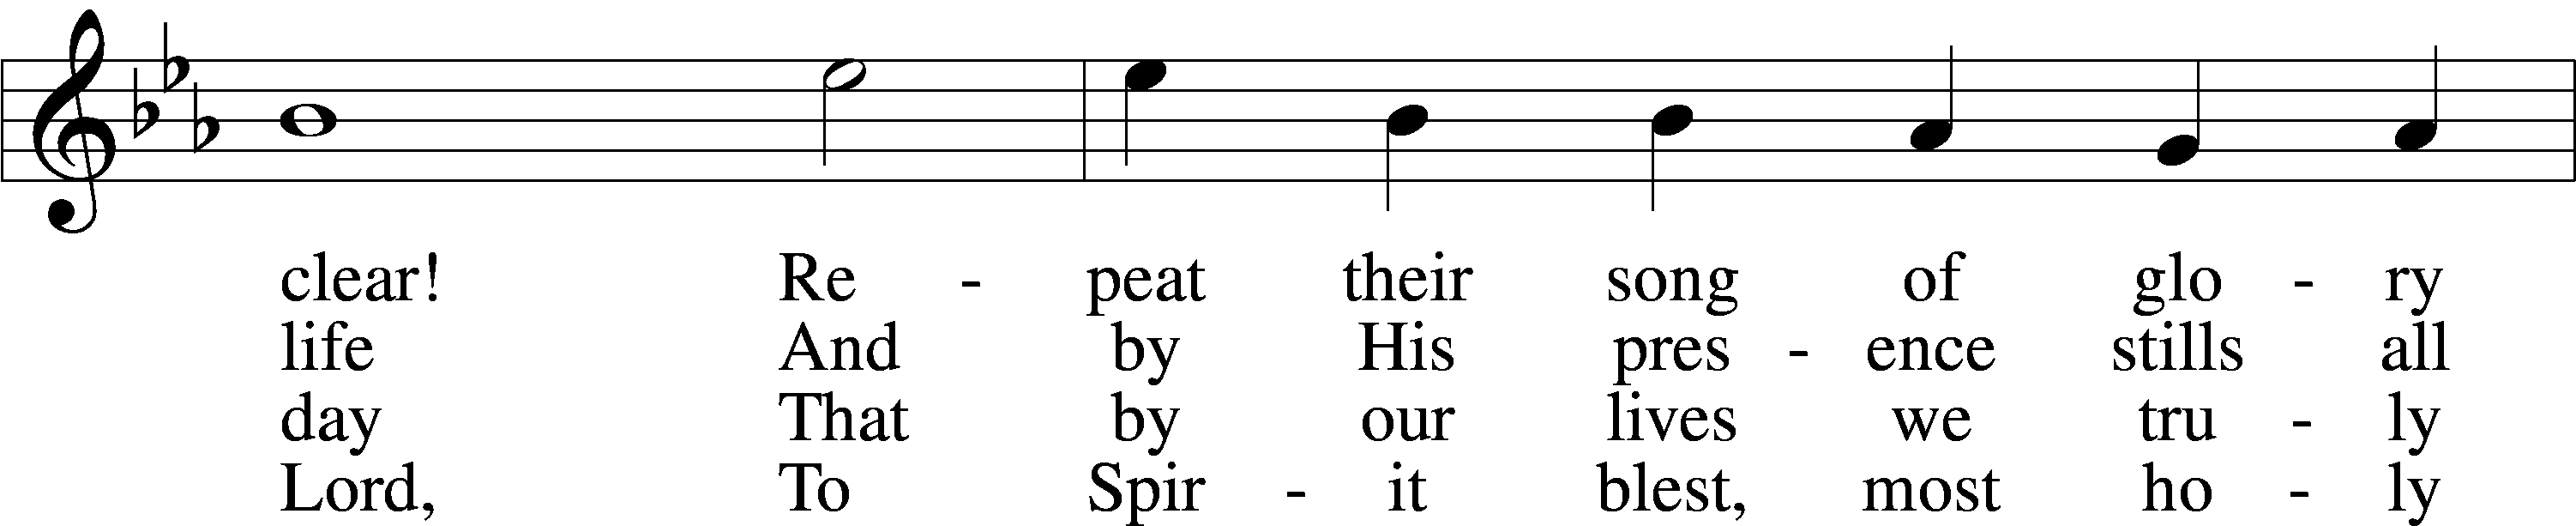 clear! Re - peat their song of glo - ry
life And by His pres - ence stills all
day That by our lives we tru - ly
Lord, To Spir - it blest, most ho - ly